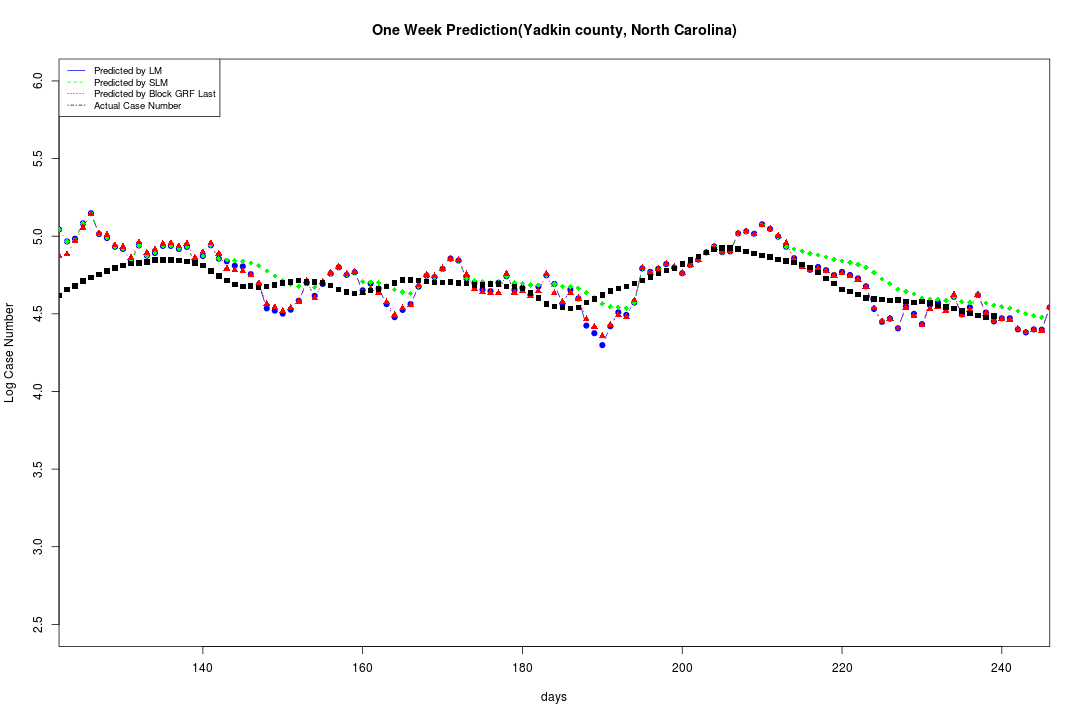 One Week Prediction(Yadkin county, North Carolina)
Predicted by LM
Predicted by SLM
Predicted by Block GRF Last
Actual Case Number
6.0
5.5
5.0
4.5
4.0
3.5
3.0
2.5
Log Case Number
140 160 180 200 220 240
days